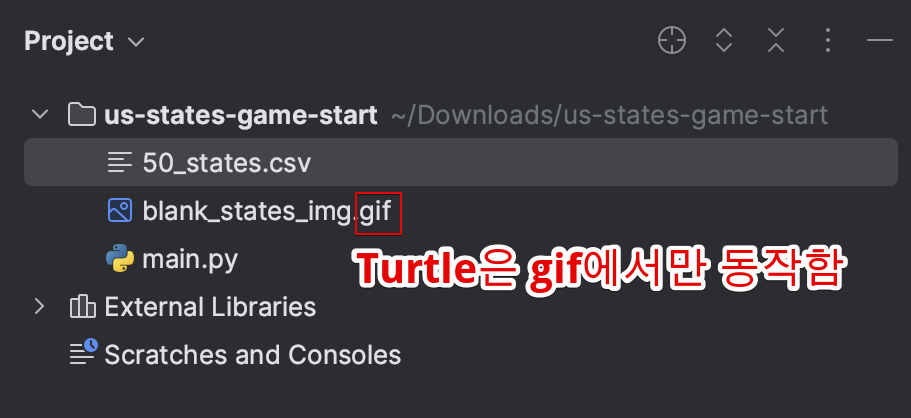 Project
us-states-game-start ~/Downloads/us-states-game-start
50_states.csv
blank_states_img.gif
main.py
Turtle은 gif에서만 동작함
External Libraries
Scratches and Consoles